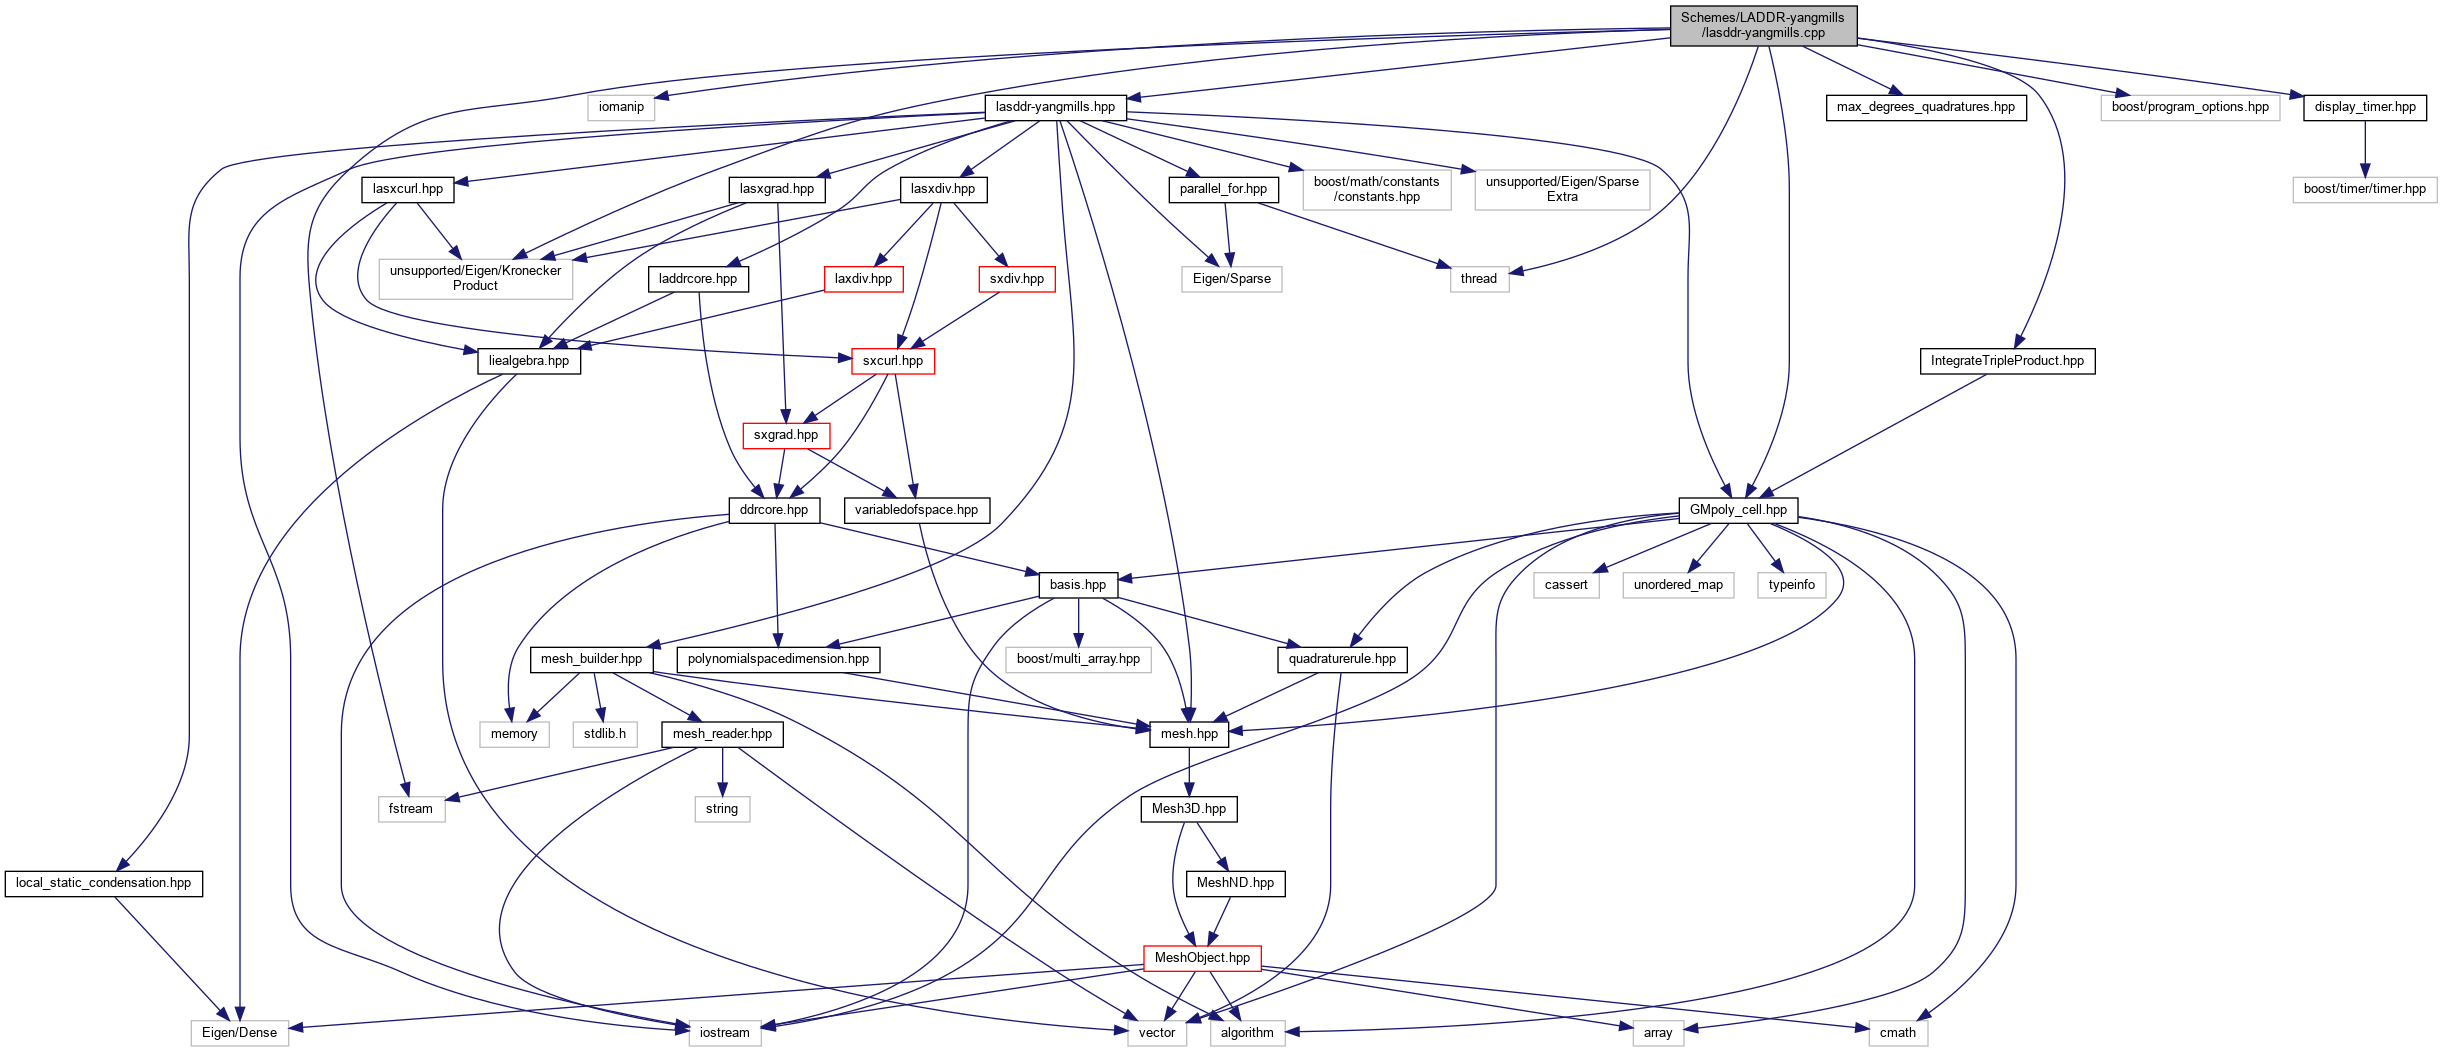 Schemes/LADDR-yangmills
/lasddr-yangmills.cpp
iomanip
lasddr-yangmills.hpp
max_degrees_quadratures.hpp
boost/program_options.hpp
display_timer.hpp
lasxcurl.hpp
lasxgrad.hpp
lasxdiv.hpp
parallel_for.hpp
boost/math/constants
/constants.hpp
unsupported/Eigen/Sparse
Extra
boost/timer/timer.hpp
unsupported/Eigen/Kronecker
Product
laddrcore.hpp
laxdiv.hpp
sxdiv.hpp
Eigen/Sparse
thread
liealgebra.hpp
sxcurl.hpp
IntegrateTripleProduct.hpp
sxgrad.hpp
ddrcore.hpp
variabledofspace.hpp
GMpoly_cell.hpp
basis.hpp
cassert
unordered_map
typeinfo
mesh_builder.hpp
polynomialspacedimension.hpp
boost/multi_array.hpp
quadraturerule.hpp
memory
stdlib.h
mesh_reader.hpp
mesh.hpp
fstream
string
Mesh3D.hpp
local_static_condensation.hpp
MeshND.hpp
MeshObject.hpp
Eigen/Dense
iostream
vector
algorithm
array
cmath